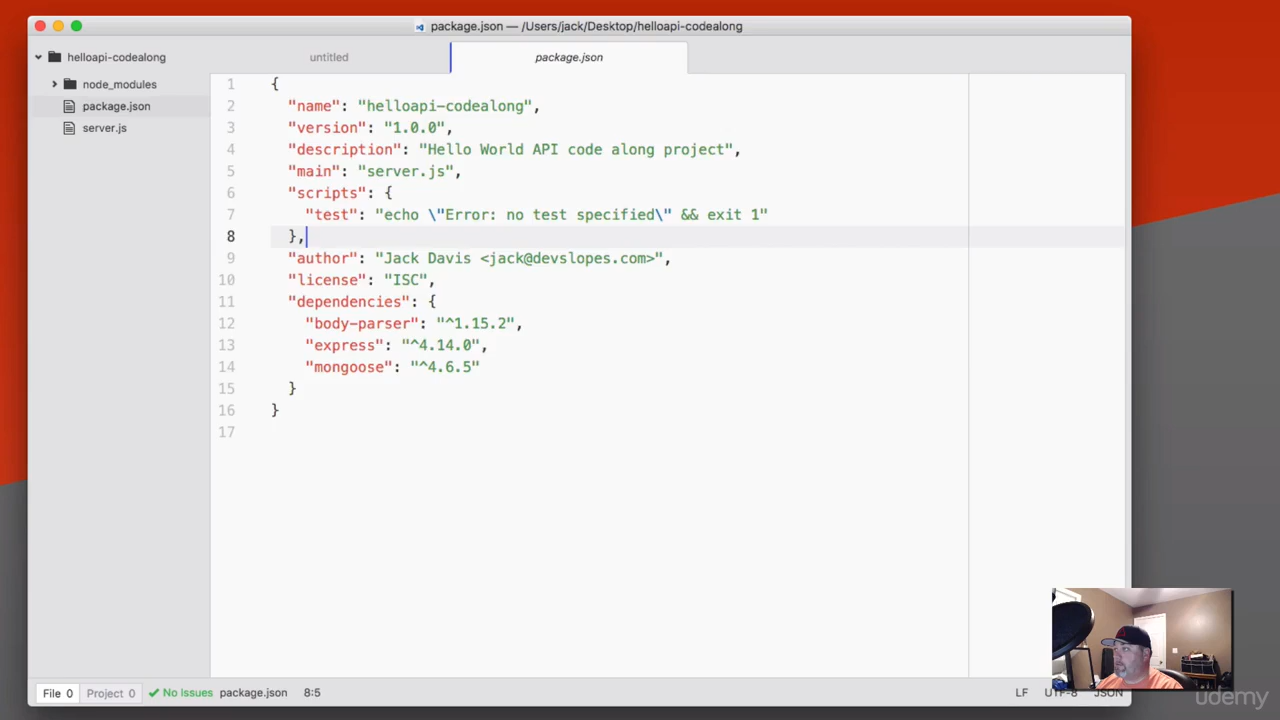 package.json — /Users/jack/Desktop/helloapi-codealong
helloapi-codealong
node_modules
package.json
server.js
untitled
package.json
1 {
2 "name": "helloapi-codealong",
3 "version": "1.0.0",
4 "description": "Hello World API code along project",
5 "main": "server.js",
6 "scripts": {
7 "test": "echo \"Error: no test specified\" && exit 1"
8 },
9 "author": "Jack Davis <jack@devslopes.com>",
10 "license": "ISC",
11 "dependencies": {
12 "body-parser": "^1.15.2",
13 "express": "^4.14.0",
14 "mongoose": "^4.6.5"
15 }
16 }
17
File 0 Project 0 No Issues package.json 8:5 LF UTF-8 JSON
udemy